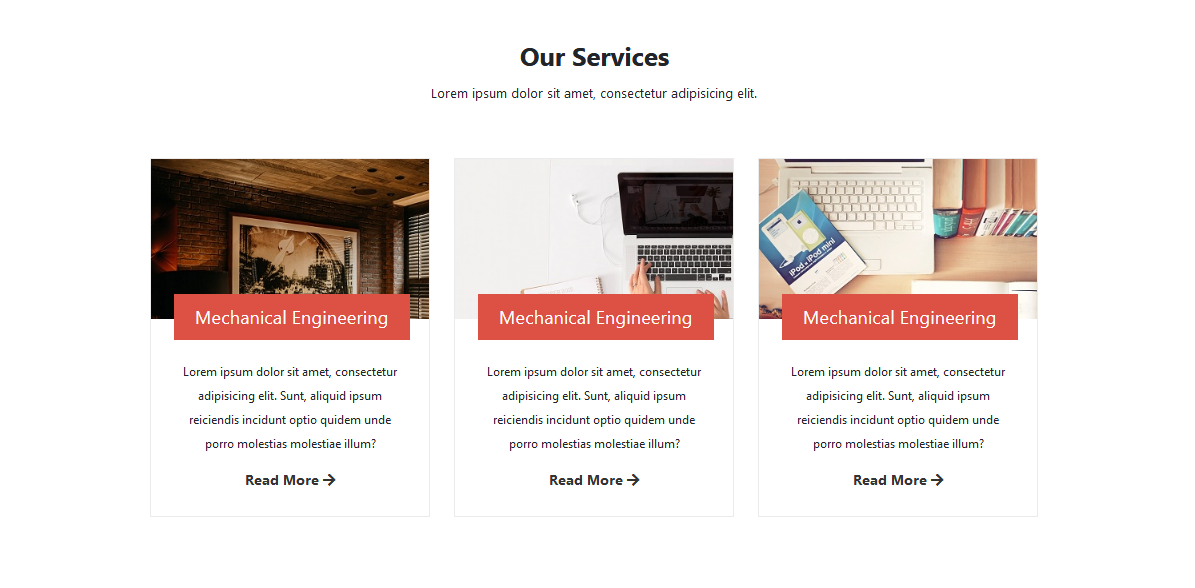 Our Services
Lorem ipsum dolor sit amet, consectetur adipisicing elit.
iPod + iPod mini
Mechanical Engineering
Lorem ipsum dolor sit amet, consectetur
adipisicing elit. Sunt, aliquid ipsum
reiciendis incidunt optio quidem unde
porro molestias molestiae illum?
Read More
Mechanical Engineering
Lorem ipsum dolor sit amet, consectetur
adipisicing elit. Sunt, aliquid ipsum
reiciendis incidunt optio quidem unde
porro molestias molestiae illum?
Read More
Mechanical Engineering
Lorem ipsum dolor sit amet, consectetur
adipisicing elit. Sunt, aliquid ipsum
reiciendis incidunt optio quidem unde
porro molestias molestiae illum?
Read More